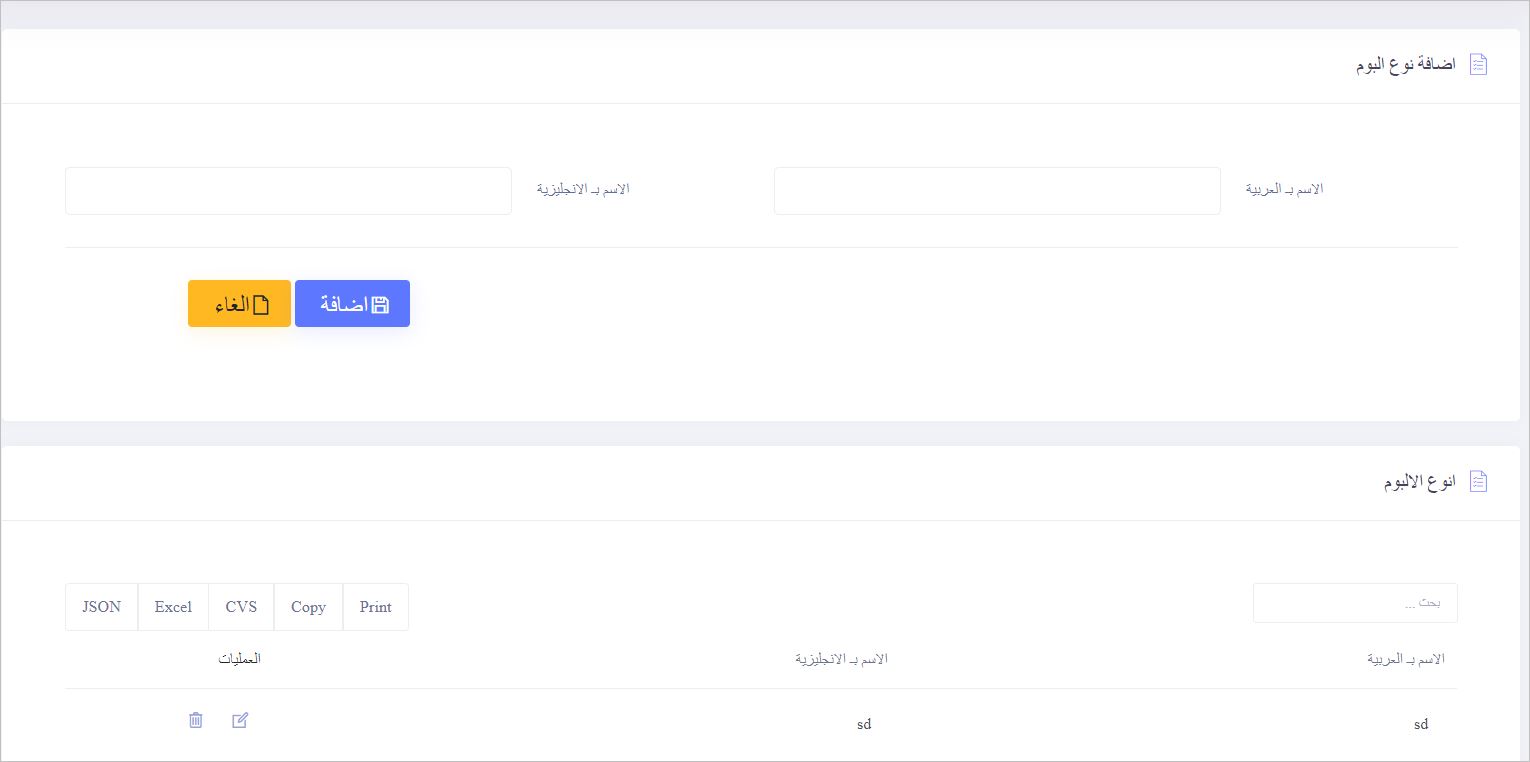 اضافة نوع البوم
الاسم بـ العربية
الاسم بـ الانجليزية
اضافة
الغاء
انوع الالبوم
بحث ...
Print
Copy
CVS
Excel
JSON
الاسم بـ العربية
الاسم بـ الانجليزية
العمليات
sd
sd